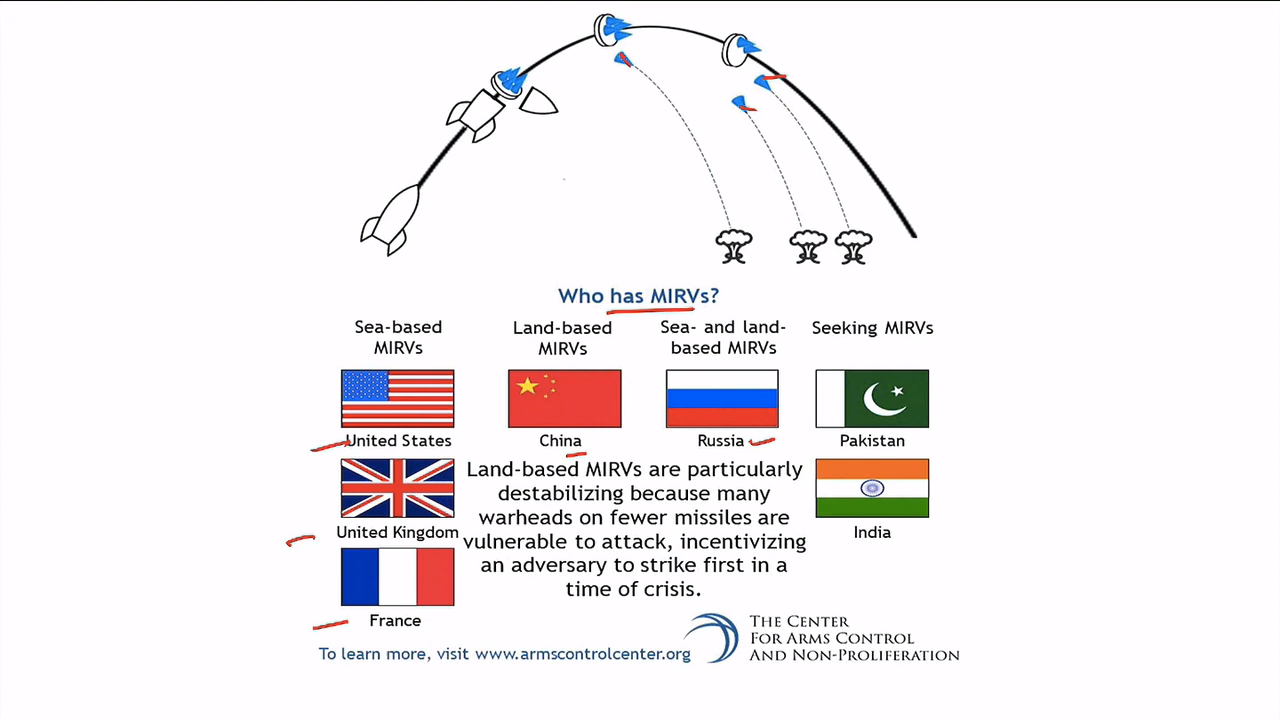 Who has MIRVs?
Sea-based
MIRVs
Land-based
MIRVs
Sea- and land-
based MIRVs
Seeking MIRVs
United States
China
Russia
Pakistan
United Kingdom
India
France
Land-based MIRVs are particularly
destabilizing because many
warheads on fewer missiles are
vulnerable to attack, incentivizing
an adversary to strike first in a
time of crisis.
To learn more, visit www.armscontrolcenter.org
THE CENTER
FOR ARMS CONTROL
AND NON-PROLIFERATION